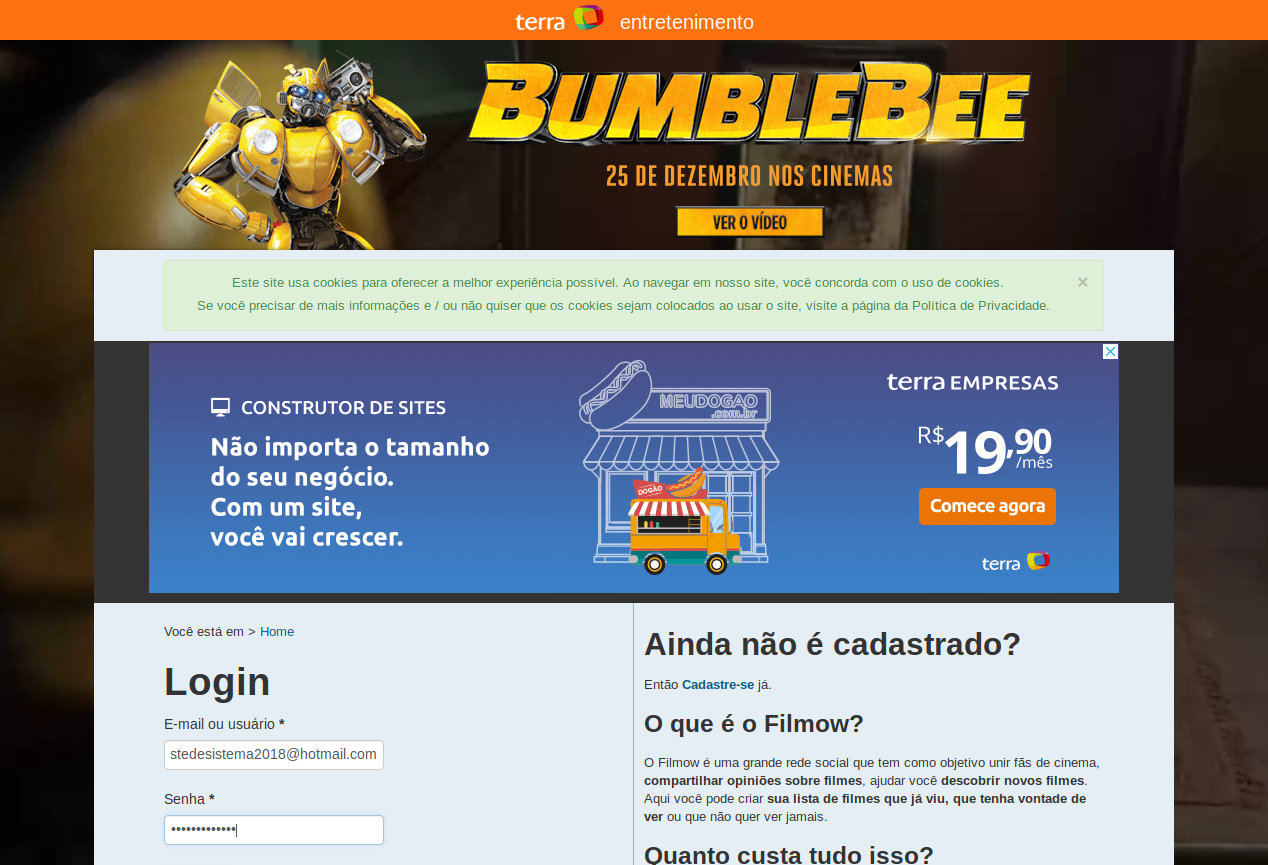 terra entretenimento
BUMBLEBEE
25 DE DEZEMBRO NOS CINEMAS
VER O VÍDEO
Este site usa cookies para oferecer a melhor experiência possível. Ao navegar em nosso site, você concorda com o uso de cookies.
×
Se você precisar de mais informações e / ou não quiser que os cookies sejam colocados ao usar o site, visite a página da Política de Privacidade.
CONSTRUTOR DE SITES
Não importa o tamanho
do seu negócio.
Com um site,
você vai crescer.
MEUDOGAO
.com.br
DOGÃO
terra EMPRESAS
R$19,90
/mês
Comece agora
terra
Você está em > Home
Login
E-mail ou usuário *
stedesistema2018@hotmail.com
Senha *
•••••••••••••
Ainda não é cadastrado?
Então Cadastre-se já.
O que é o Filmow?
O Filmow é uma grande rede social que tem como objetivo unir fãs de cinema,
compartilhar opiniões sobre filmes, ajudar você descobrir novos filmes.
Aqui você pode criar sua lista de filmes que já viu, que tenha vontade de
ver ou que não quer ver jamais.
Quanto custa tudo isso?